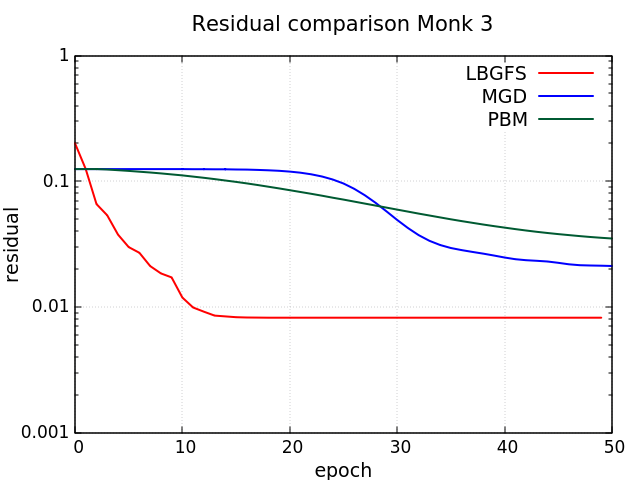 Residual comparison Monk 3
1
0.1
0.01
0.001
residual
LBGFS
MGD
PBM
0 10 20 30 40 50
epoch